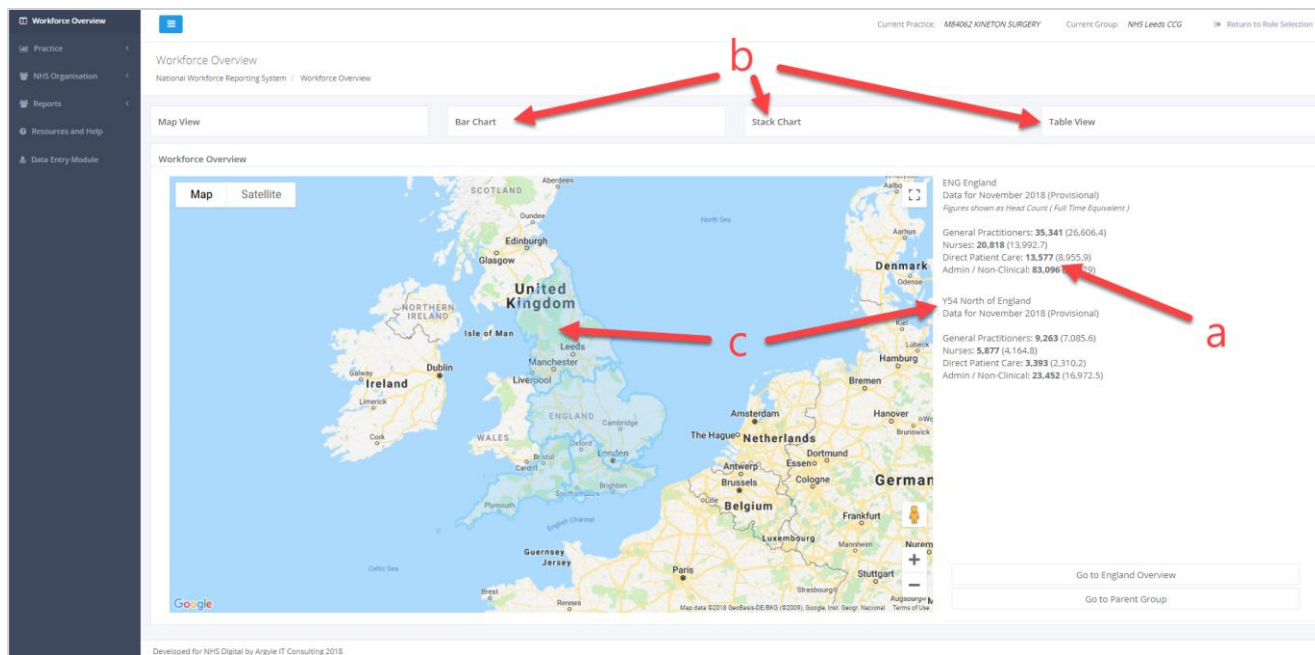 Workforce Overview
Practice
NHS Organisation
Reports
Resources and Help
Data Entry Module
Current Practice: M84062 KINETON SURGERY Current Group: NHS Leeds CCG Return to Role Selection
Workforce Overview
National Workforce Reporting System / Workforce Overview
b
Map View Bar Chart Stack Chart Table View
Workforce Overview
Map Satellite
SCOTLAND
Aberdeen
Dundee
North Sea
Edinburgh
Glasgow
United
Kingdom
NORTHERN
IRELAND
Isle of Man
Leeds
Manchester
Liverpool
Dublin
Galway
Ireland
Limerick
Cork
ENGLAND
WALES
Cambridge
Oxford
London
Bristol
Cardiff
Brighton
Southampton
Plymouth
English Channel
Guernsey
Jersey
Celtic Sea
Brest
Rennes
Paris
Aarhus
Denmark
Odense
Kiel
Lübeck
Hamburg
Bremen
Amsterdam
Hanover
Brunswick
The Hague
Netherlands
Dortmund
Essen
Antwerp
Brussels
Cologne
German
Lille
Belgium
Frankfurt
Luxembourg
Mannheim
Nurem
Stuttgart
Strasbourg
Augsburg
Google
Map data ©2018 GeoBasis-DE/BKG (©2009), Google, Inst. Geogr. Nacional Terms of Use
c
ENG England
Data for November 2018 (Provisional)
Figures shown as Head Count ( Full Time Equivalent )
General Practitioners: 35,341 (26,606.4)
Nurses: 20,818 (13,992.7)
Direct Patient Care: 13,577 (8,955.9)
Admin / Non-Clinical: 83,096
Y54 North of England
Data for November 2018 (Provisional)
a
General Practitioners: 9,263 (7,085.6)
Nurses: 5,877 (4,164.8)
Direct Patient Care: 3,393 (2,310.2)
Admin / Non-Clinical: 23,452 (16,972.5)
Go to England Overview
Go to Parent Group
Developed for NHS Digital by Argyle IT Consulting 2018